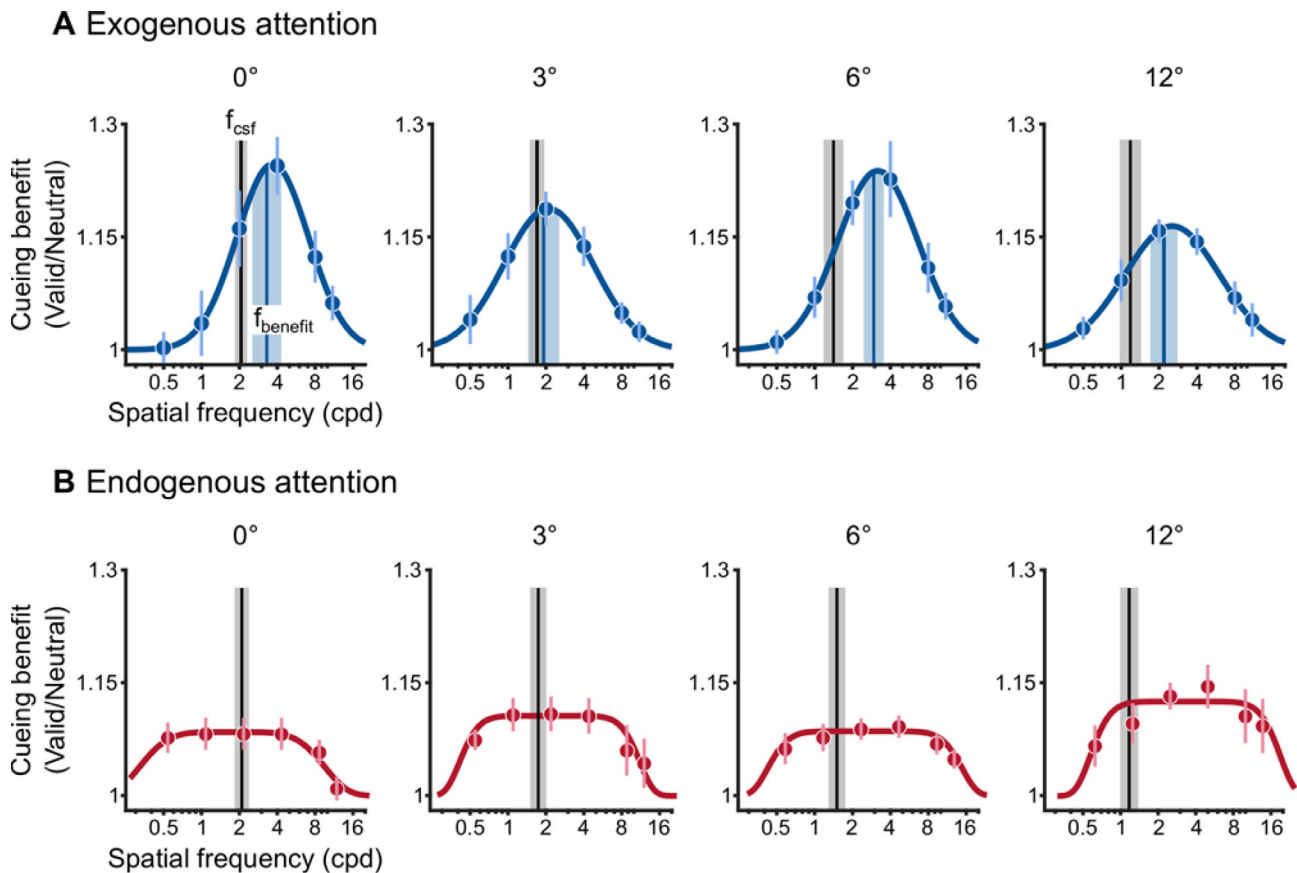 A Exogenous attention
0° 3° 6° 12°
Cueing benefit
(Valid/Neutral)
1.3 1.3 1.3 1.3
f_csf
1.15 1.15 1.15 1.15
f_benefit
1 1 1 1
0.5 1 2 4 8 16 0.5 1 2 4 8 16 0.5 1 2 4 8 16 0.5 1 2 4 8 16
Spatial frequency (cpd)
B Endogenous attention
0° 3° 6° 12°
Cueing benefit
(Valid/Neutral)
1.3 1.3 1.3 1.3
1.15 1.15 1.15 1.15
1 1 1 1
0.5 1 2 4 8 16 0.5 1 2 4 8 16 0.5 1 2 4 8 16 0.5 1 2 4 8 16
Spatial frequency (cpd)